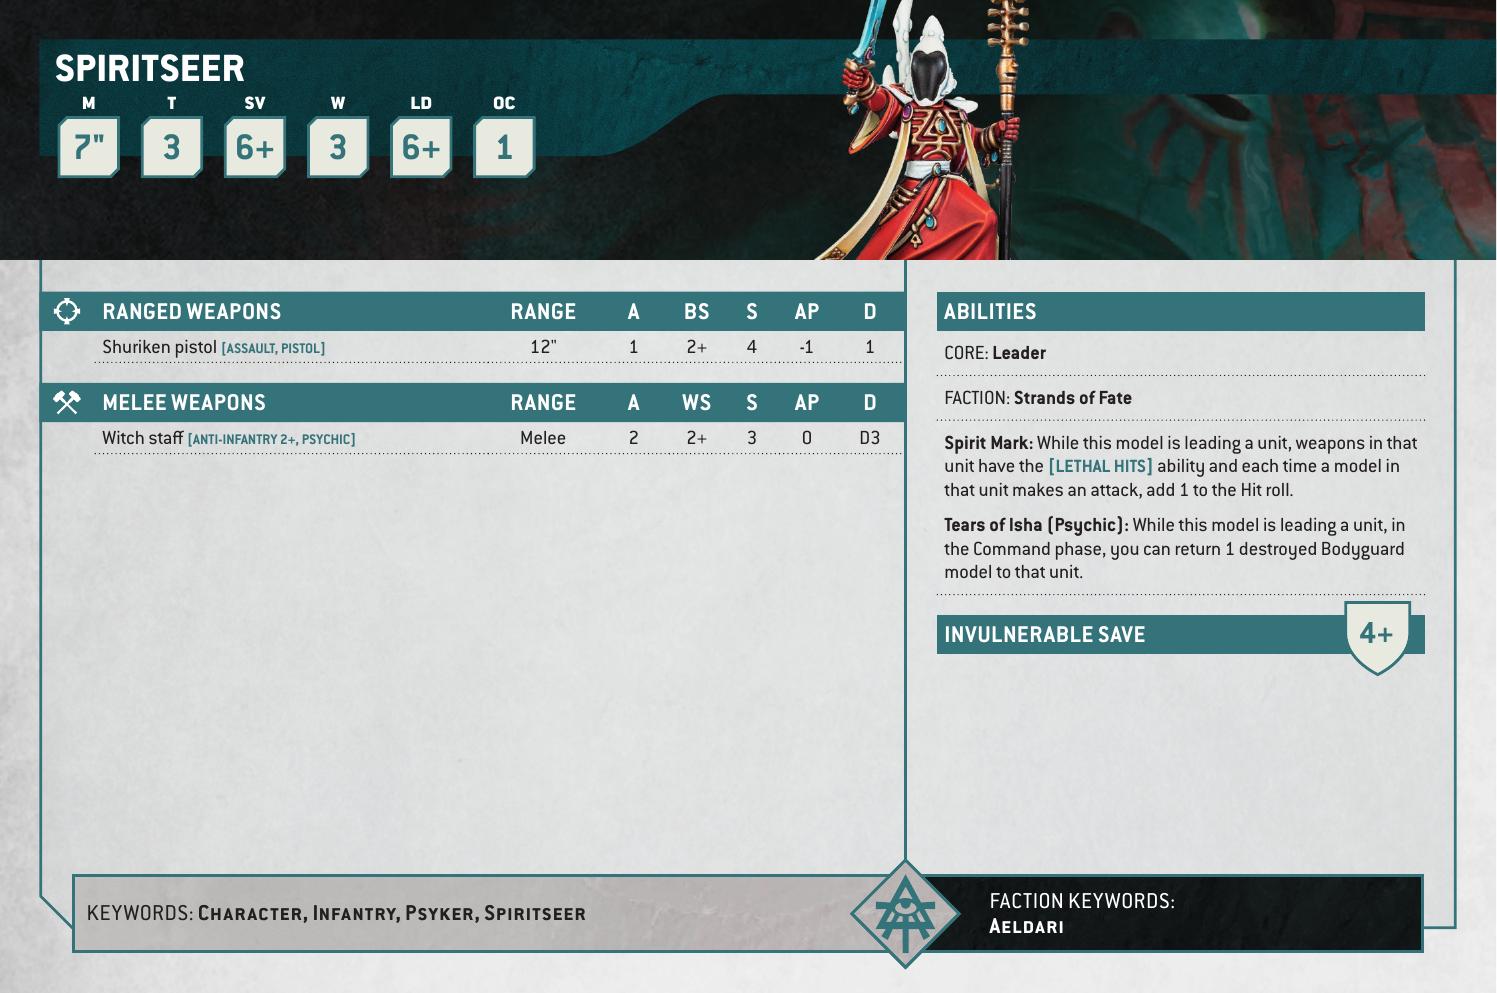 SPIRITSEER
M T SV W LD OC
7" 3 6+ 3 6+ 1
RANGED WEAPONS RANGE A BS S AP D
Shuriken pistol [ASSAULT, PISTOL] 12" 1 2+ 4 -1 1
MELEE WEAPONS RANGE A WS S AP D
Witch staff [ANTI-INFANTRY 2+, PSYCHIC] Melee 2 2+ 3 0 D3
ABILITIES
CORE: Leader
FACTION: Strands of Fate
Spirit Mark: While this model is leading a unit, weapons in that
unit have the [LETHAL HITS] ability and each time a model in
that unit makes an attack, add 1 to the Hit roll.
Tears of Isha (Psychic): While this model is leading a unit, in
the Command phase, you can return 1 destroyed Bodyguard
model to that unit.
INVULNERABLE SAVE 4+
KEYWORDS: CHARACTER, INFANTRY, PSYKER, SPIRITSEER
FACTION KEYWORDS:
AELDARI